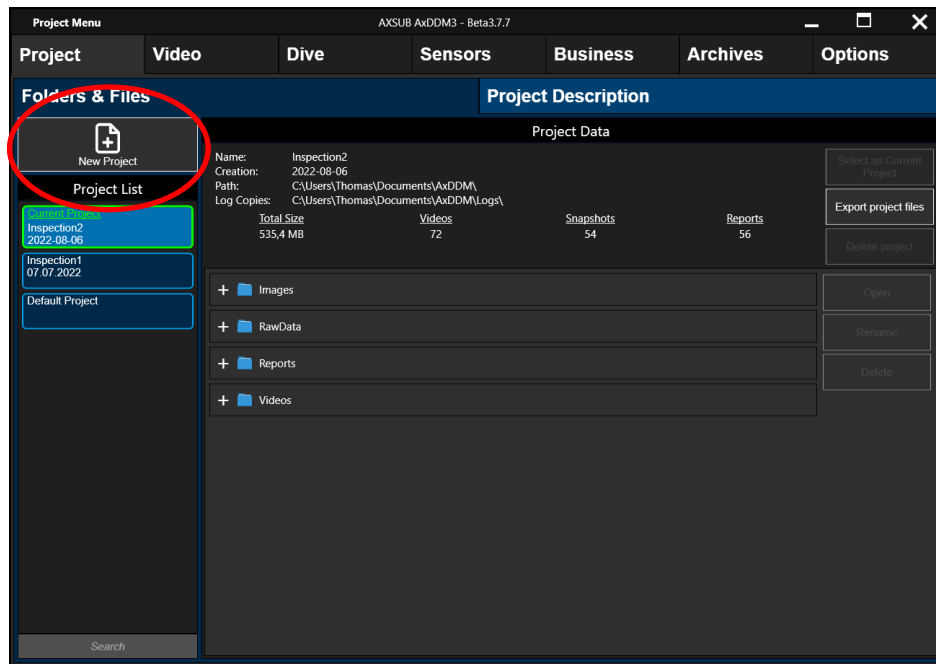 Project Menu
AXSUB AxDDM3 - Beta3.7.7
Project Video Dive Sensors Business Archives Options
Folders & Files
Project Description
New Project
Project List
Current Project
Inspection2
2022-08-06
Inspection1
07.07.2022
Default Project
Search
Project Data
Name: Inspection2
Creation: 2022-08-06
Path: C:\Users\Thomas\Documents\AxDDM\
Log Copies: C:\Users\Thomas\Documents\AxDDM\Logs\
Total Size Videos Snapshots Reports
535,4 MB 72 54 56
Select as Current
Project
Export project files
Delete project
Images
RawData
Reports
Videos
Open
Rename
Delete